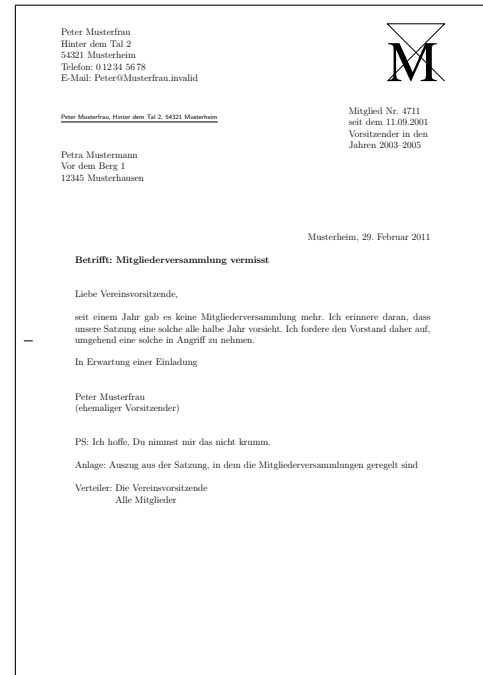 Peter Musterfrau
Hinter dem Tal 2
54321 Musterheim
Telefon: 0 12 34 56 78
E-Mail: Peter@Musterfrau.invalid
M
Peter Musterfrau, Hinter dem Tal 2, 54321 Musterheim
Mitglied Nr. 4711
seit dem 11.09.2001
Vorsitzender in den
Jahren 2003–2005
Petra Mustermann
Vor dem Berg 1
12345 Musterhausen
Musterheim, 29. Februar 2011
Betrifft: Mitgliederversammlung vermisst
Liebe Vereinsvorsitzende,
seit einem Jahr gab es keine Mitgliederversammlung mehr. Ich erinnere daran, dass
unsere Satzung eine solche alle halbe Jahr vorsieht. Ich fordere den Vorstand daher auf,
umgehend eine solche in Angriff zu nehmen.
In Erwartung einer Einladung
Peter Musterfrau
(ehemaliger Vorsitzender)
PS: Ich hoffe, Du nimmst mir das nicht krumm.
Anlage: Auszug aus der Satzung, in dem die Mitgliederversammlungen geregelt sind
Verteiler: Die Vereinsvorsitzende
Alle Mitglieder